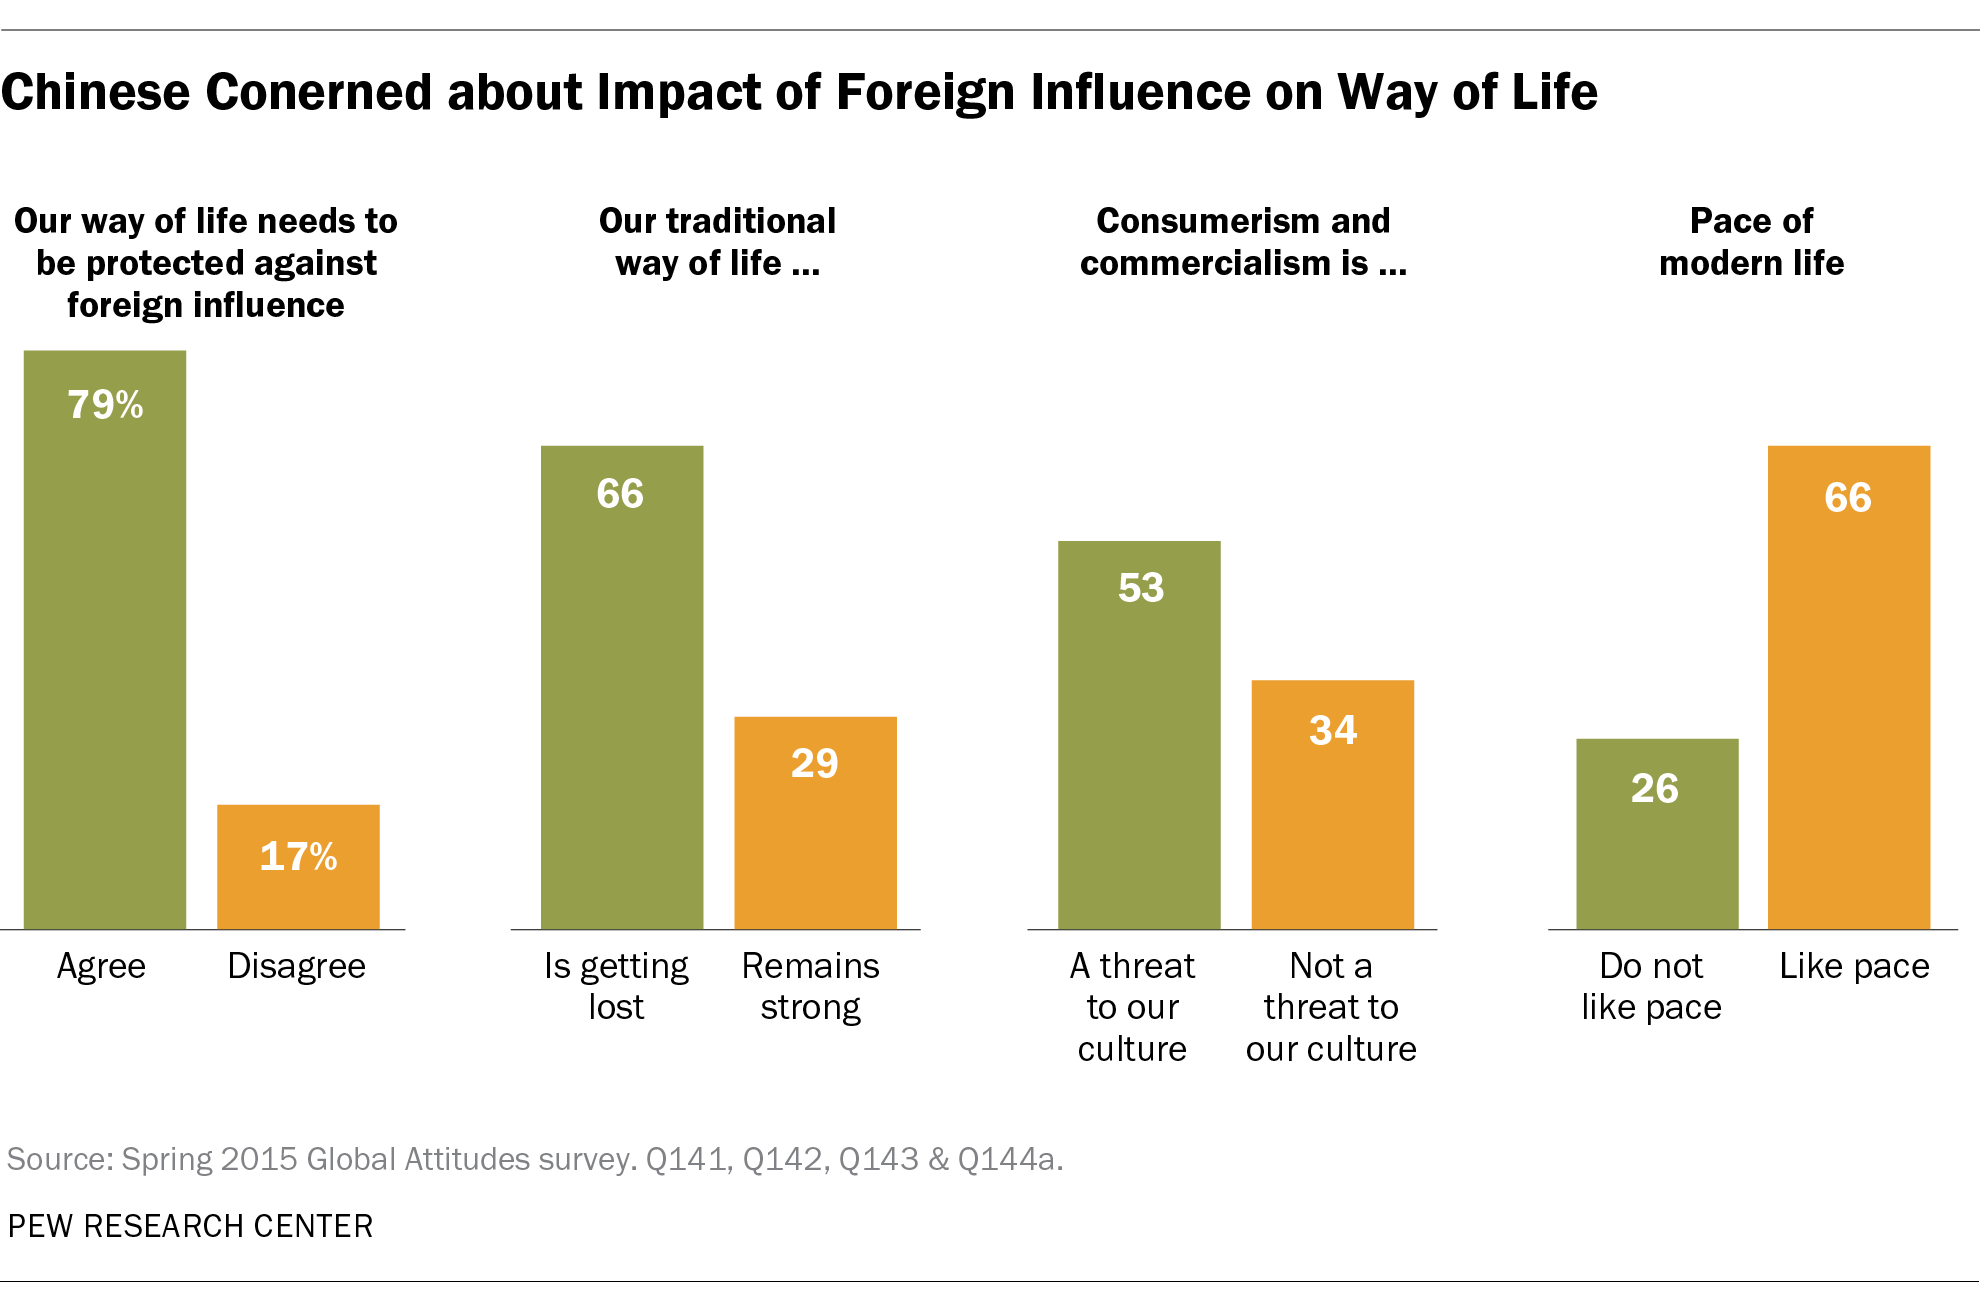 Chinese Conerned about Impact of Foreign Influence on Way of Life
Our way of life needs to
be protected against
foreign influence
79%
17%
Agree
Disagree
Our traditional
way of life ...
66
29
Is getting
lost
Remains
strong
Consumerism and
commercialism is ...
53
34
A threat
to our
culture
Not a
threat to
our culture
Pace of
modern life
26
66
Do not
like pace
Like pace
Source: Spring 2015 Global Attitudes survey. Q141, Q142, Q143 & Q144a.
PEW RESEARCH CENTER